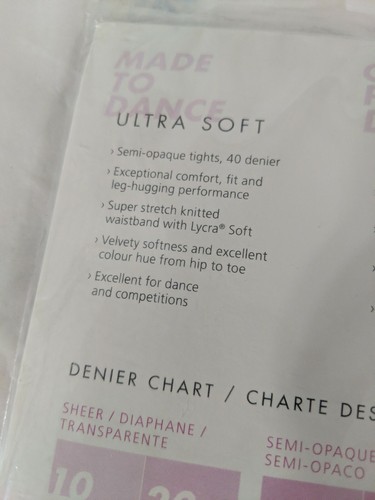 MADE
TO
DANCE
ULTRA SOFT
› Semi-opaque tights, 40 denier
› Exceptional comfort, fit and
leg-hugging performance
› Super stretch knitted
waistband with Lycra® Soft
› Velvety softness and excellent
colour hue from hip to toe
› Excellent for dance
and competitions
DENIER CHART / CHARTE DES
SHEER / DIAPHANE /
TRANSPARENTE
SEMI-OPAQUE
SEMI-OPACO
10 20